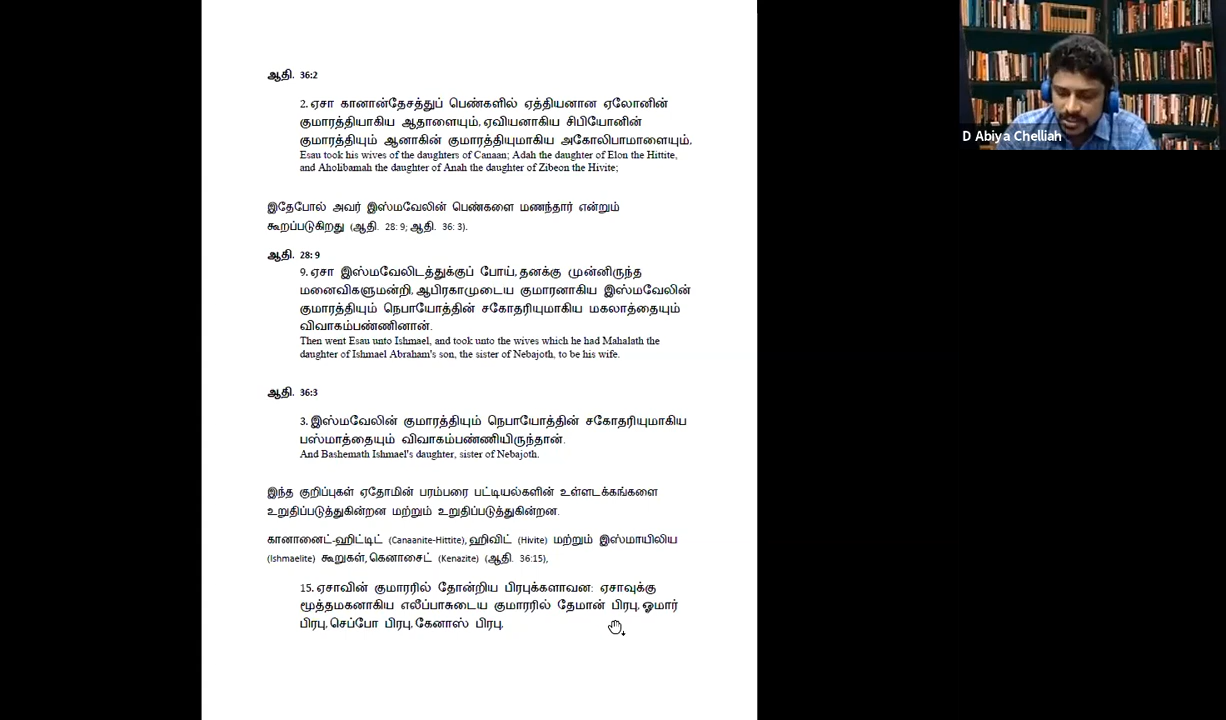 ஆதி. 36:2
2. ஏசா கானான்தேசத்துப் பெண்களில் ஏத்தியனான ஏலோனின்
குமாரத்தியாகிய ஆதாளையும், ஏவியனாகிய சிபியோனின்
குமாரத்தியும் ஆனாகின் குமாரத்தியுமாகிய அகோலிபாமாளையும்,
Esau took his wives of the daughters of Canaan; Adah the daughter of Elon the Hittite,
and Aholibamah the daughter of Anah the daughter of Zibeon the Hivite;
இதேபோல் அவர் இஸ்மவேலின் பெண்களை மணந்தார் என்றும்
கூறப்படுகிறது (ஆதி. 28: 9; ஆதி. 36: 3).
ஆதி. 28: 9
9. ஏசா இஸ்மவேலிடத்துக்குப் போய், தனக்கு முன்னிருந்த
மனைவிகளுமன்றி, ஆபிரகாமுடைய குமாரனாகிய இஸ்மவேலின்
குமாரத்தியும் நெபாயோத்தின் சகோதரியுமாகிய மகலாத்தையும்
விவாகம்பண்ணினான்.
Then went Esau unto Ishmael, and took unto the wives which he had Mahalath the
daughter of Ishmael Abraham's son, the sister of Nebajoth, to be his wife.
ஆதி. 36:3
3. இஸ்மவேலின் குமாரத்தியும் நெபாயோத்தின் சகோதரியுமாகிய
பஸ்மாத்தையும் விவாகம்பண்ணியிருந்தான்.
And Bashemath Ishmael's daughter, sister of Nebajoth.
இந்த குறிப்புகள் ஏதோமின் பரம்பரை பட்டியல்களின் உள்ளடக்கங்களை
உறுதிப்படுத்துகின்றன மற்றும் உறுதிப்படுத்துகின்றன.
கானானைட்-ஹிட்டிட் (Canaanite-Hittite), ஹிவிட் (Hivite) மற்றும் இஸ்மாயிலிய
(Ishmaelite) கூறுகள், கெனாசைட் (Kenazite) (ஆதி. 36:15),
15. ஏசாவின் குமாரரில் தோன்றிய பிரபுக்களாவன: ஏசாவுக்கு
மூத்தமகனாகிய எலீப்பாசுடைய குமாரரில் தேமான் பிரபு, ஓமார்
பிரபு, செப்போ பிரபு, கேனாஸ் பிரபு,
D Abiya Chelliah